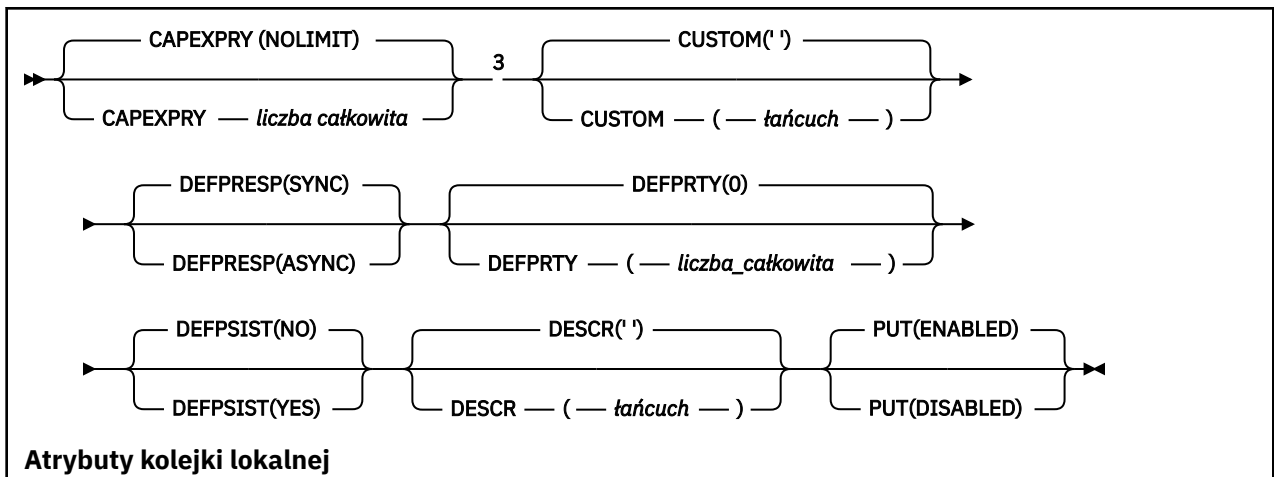 CAPEXPRY (NOLIMIT) CUSTOM(' ')
3
CAPEXPRY liczba całkowita CUSTOM ( łańcuch )
DEFPRESP(SYNC) DEFPRTY(0)
DEFPRESP(ASYNC) DEFPRTY ( liczba_całkowita )
DEFPSIST(NO) DESCR(' ') PUT(ENABLED)
DEFPSIST(YES) DESCR ( łańcuch ) PUT(DISABLED)
Atrybuty kolejki lokalnej